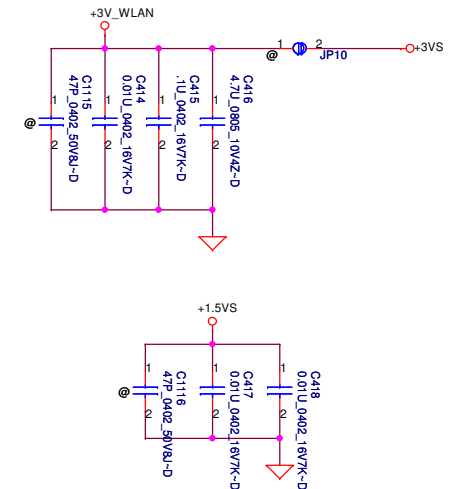 +3V_WLAN
1
2
+3VS
@
JP10
1
1
1
1
C1115
47P_0402_50V8J~D
C414
0.01U_0402_16V7K~D
C415
.1U_0402_16V7K~D
C416
4.7U_0805_10V4Z~D
@
2
2
2
2
+1.5VS
1
1
1
C1116
47P_0402_50V8J~D
C417
0.01U_0402_16V7K~D
C418
0.01U_0402_16V7K~D
@
2
2
2